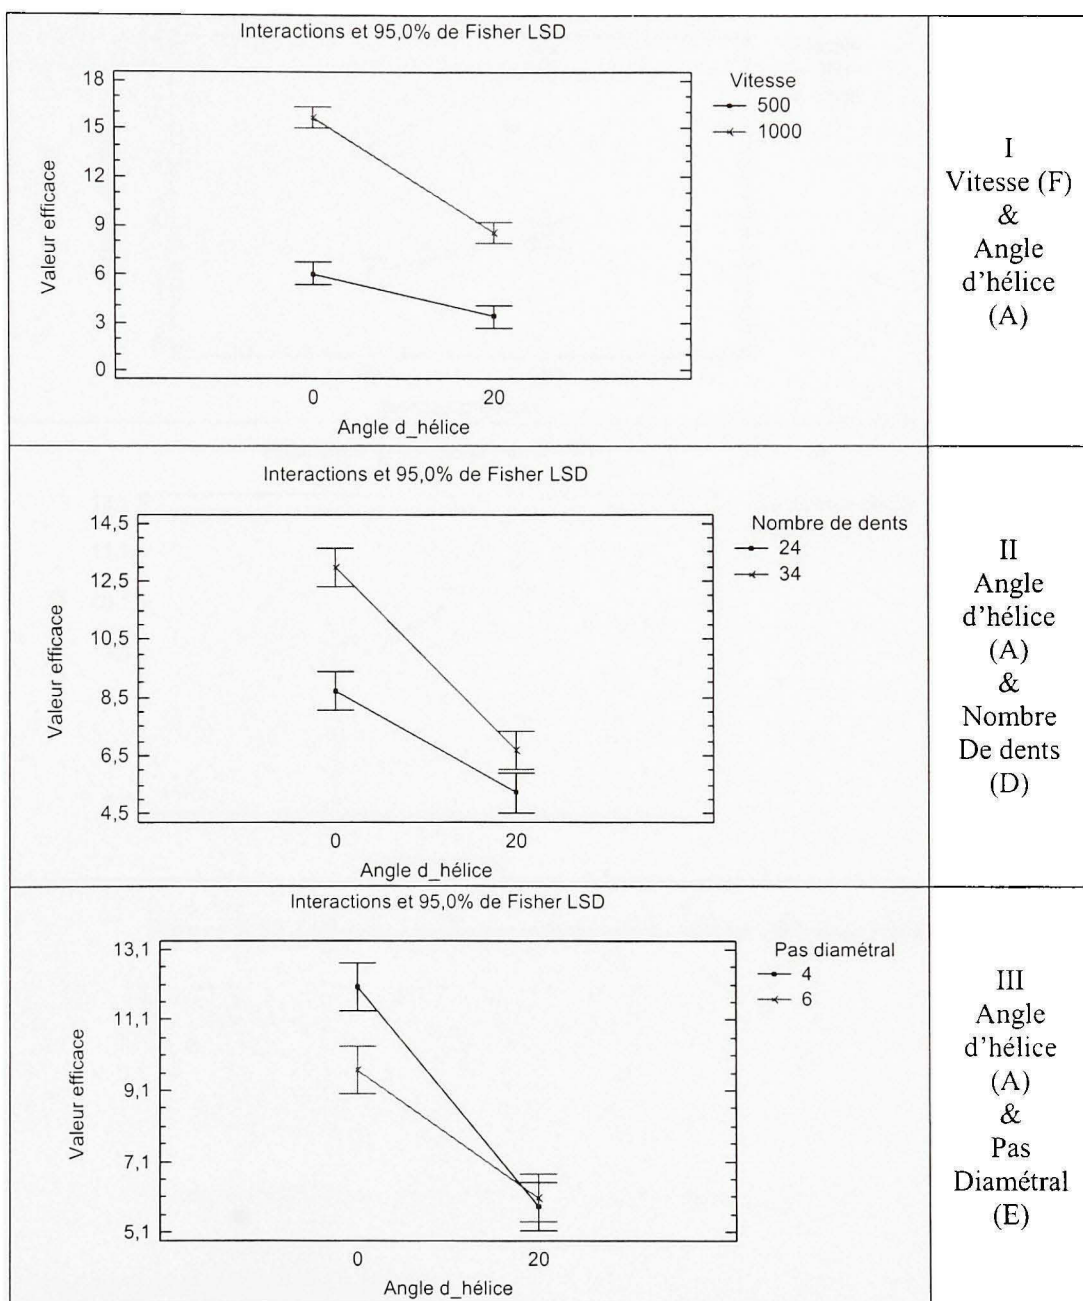 Interactions et 95,0% de Fisher LSD
Valeur efficace
18
15
12
9
6
3
0
0
20
Angle d_hélice
Vitesse
500
1000
I
Vitesse (F)
&
Angle
d'hélice
(A)
Interactions et 95,0% de Fisher LSD
Valeur efficace
14,5
12,5
10,5
8,5
6,5
4,5
0
20
Angle d_hélice
Nombre de dents
24
34
II
Angle
d'hélice
(A)
&
Nombre
De dents
(D)
Interactions et 95,0% de Fisher LSD
Valeur efficace
13,1
11,1
9,1
7,1
5,1
0
20
Angle d_hélice
Pas diamétral
4
6
III
Angle
d'hélice
(A)
&
Pas
Diamétral
(E)